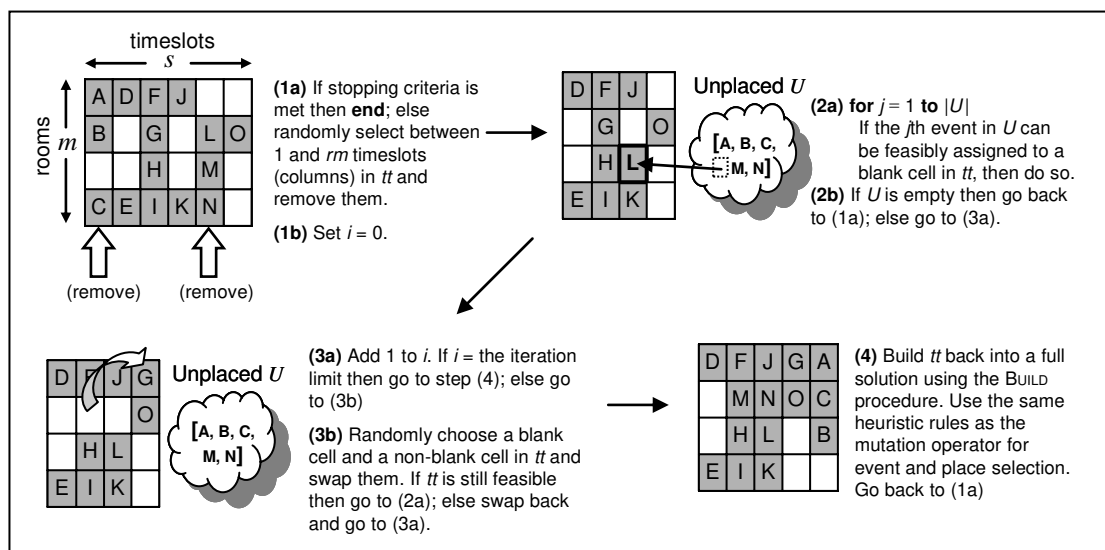 timeslots
s
rooms
m
A D F J
B G L O
H M
C E I K N
(remove) (remove)
(1a) If stopping criteria is
met then end; else
randomly select between
1 and rm timeslots
(columns) in tt and
remove them.
(1b) Set i = 0.
D F J
G O
H L
E I K
Unplaced U
[A, B, C,
M, N]
(2a) for j = 1 to |U|
If the jth event in U can
be feasibly assigned to a
blank cell in tt, then do so.
(2b) If U is empty then go back
to (1a); else go to (3a).
D F J G
O
H L
E I K
Unplaced U
[A, B, C,
M, N]
(3a) Add 1 to i. If i = the iteration
limit then go to step (4); else go
to (3b)
(3b) Randomly choose a blank
cell and a non-blank cell in tt and
swap them. If tt is still feasible
then go to (2a); else swap back
and go to (3a).
D F J G A
M N O C
H L B
E I K
(4) Build tt back into a full
solution using the BUILD
procedure. Use the same
heuristic rules as the
mutation operator for
event and place selection.
Go back to (1a)